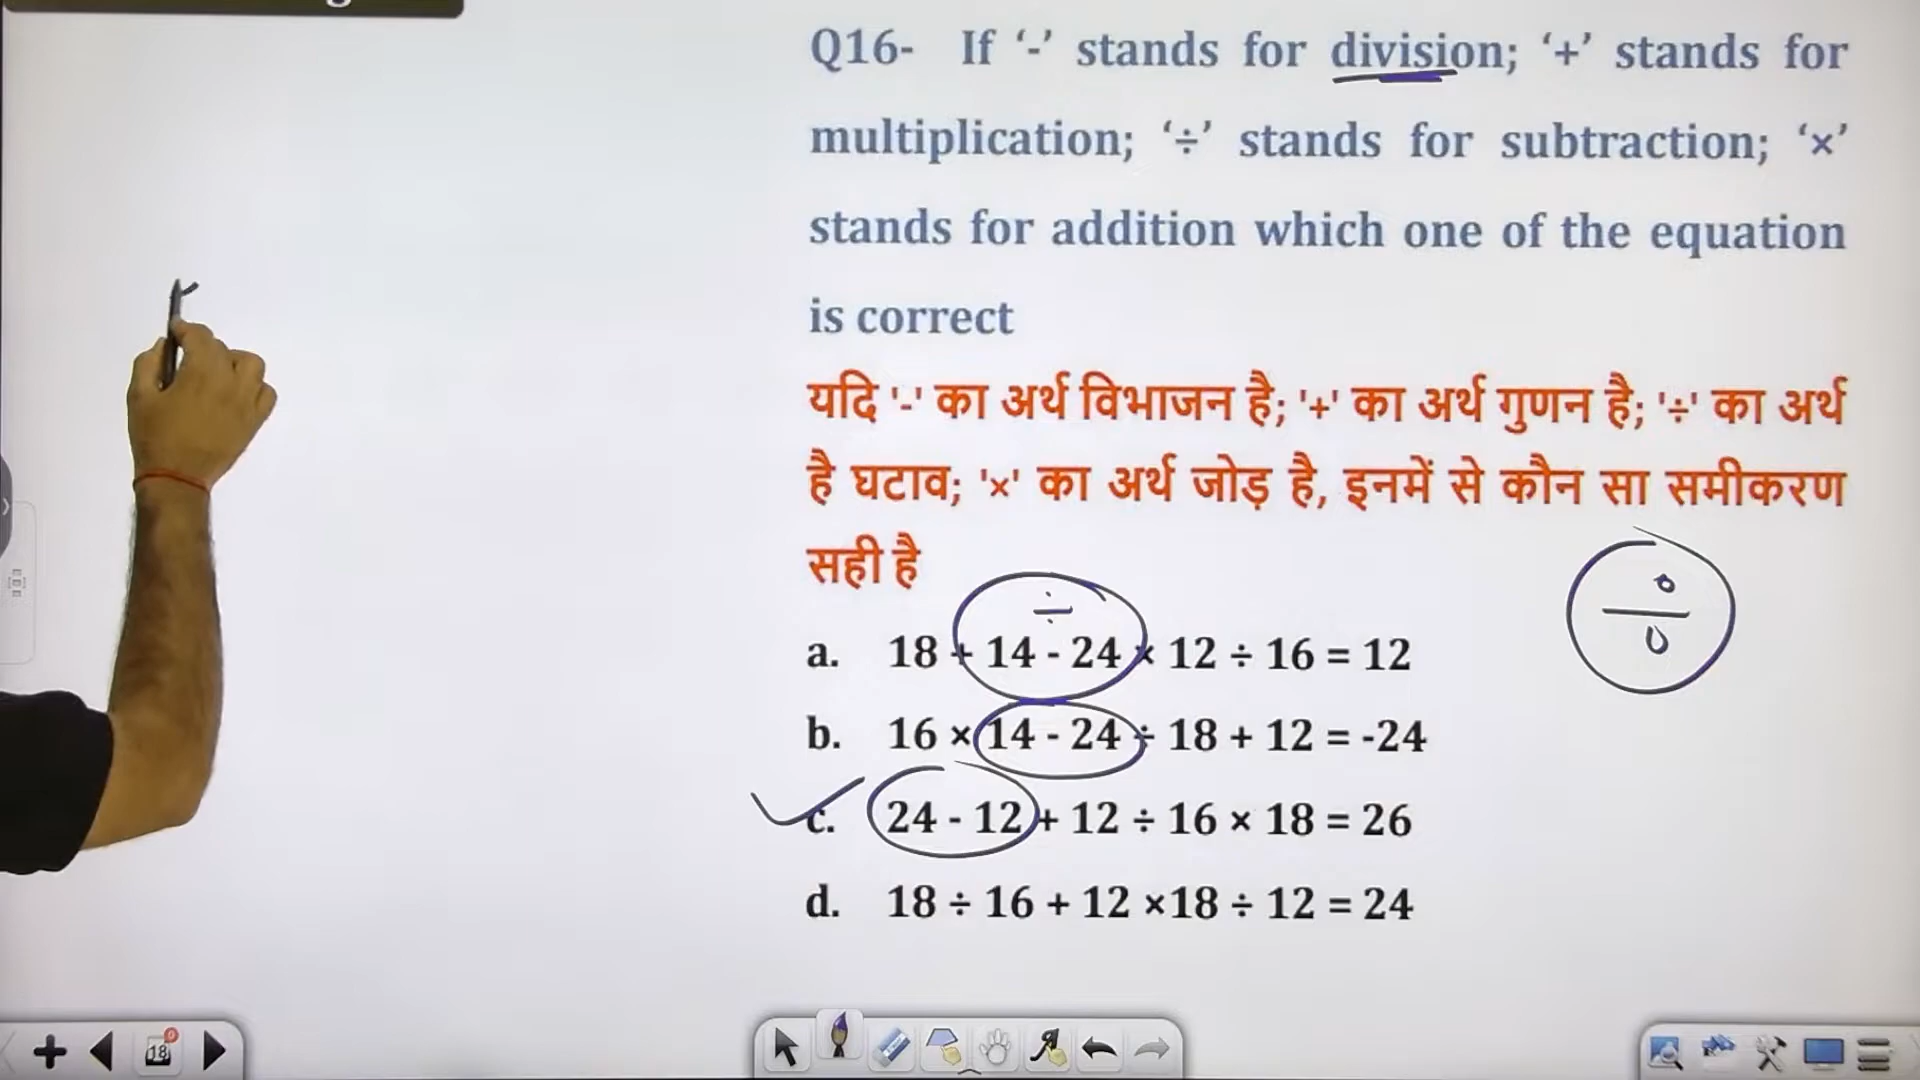 Q16- If ‘-’ stands for division; ‘+’ stands for
multiplication; ‘÷’ stands for subtraction; ‘×’
stands for addition which one of the equation
is correct
यदि '-' का अर्थ विभाजन है; '+' का अर्थ गुणन है; '÷' का अर्थ
है घटाव; '×' का अर्थ जोड़ है, इनमें से कौन सा समीकरण
सही है
÷
a. 18 + 14 - 24 × 12 ÷ 16 = 12
b. 16 × 14 - 24 ÷ 18 + 12 = -24
c. 24 - 12 + 12 ÷ 16 × 18 = 26
d. 18 ÷ 16 + 12 ×18 ÷ 12 = 24
18